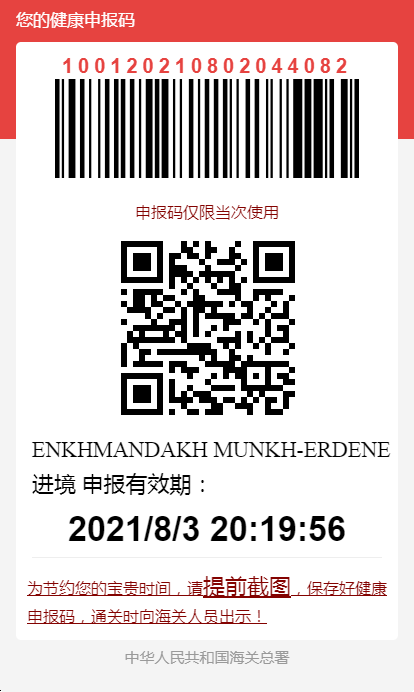 您的健康申报码
100120210802044082
申报码仅限当次使用
ENKHMANDAKH MUNKH-ERDENE
进境 申报有效期：
2021/8/3 20:19:56
为节约您的宝贵时间，请提前截图，保存好健康
申报码，通关时向海关人员出示！
中华人民共和国海关总署